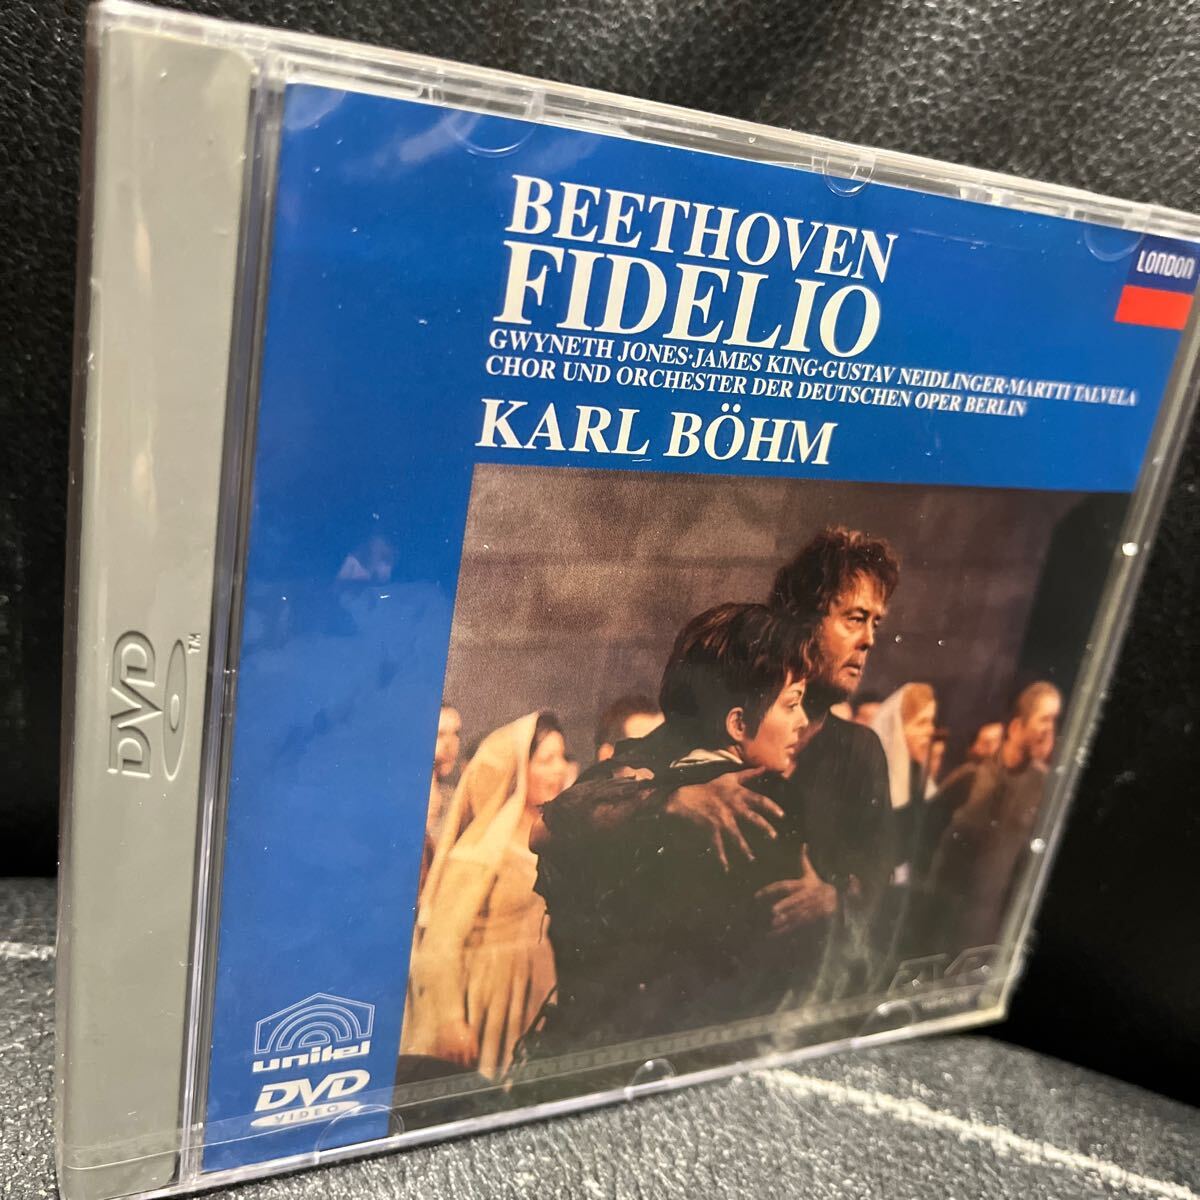 BEETHOVEN
FIDELIO
GWYNETH JONES·JAMES KING·GUSTAV NEIDLINGER·MARTTI TALVELA
CHOR UND ORCHESTER DER DEUTSCHEN OPER BERLIN
KARL BÖHM
LONDON
DVD TM
unitel
DVD
VIDEO